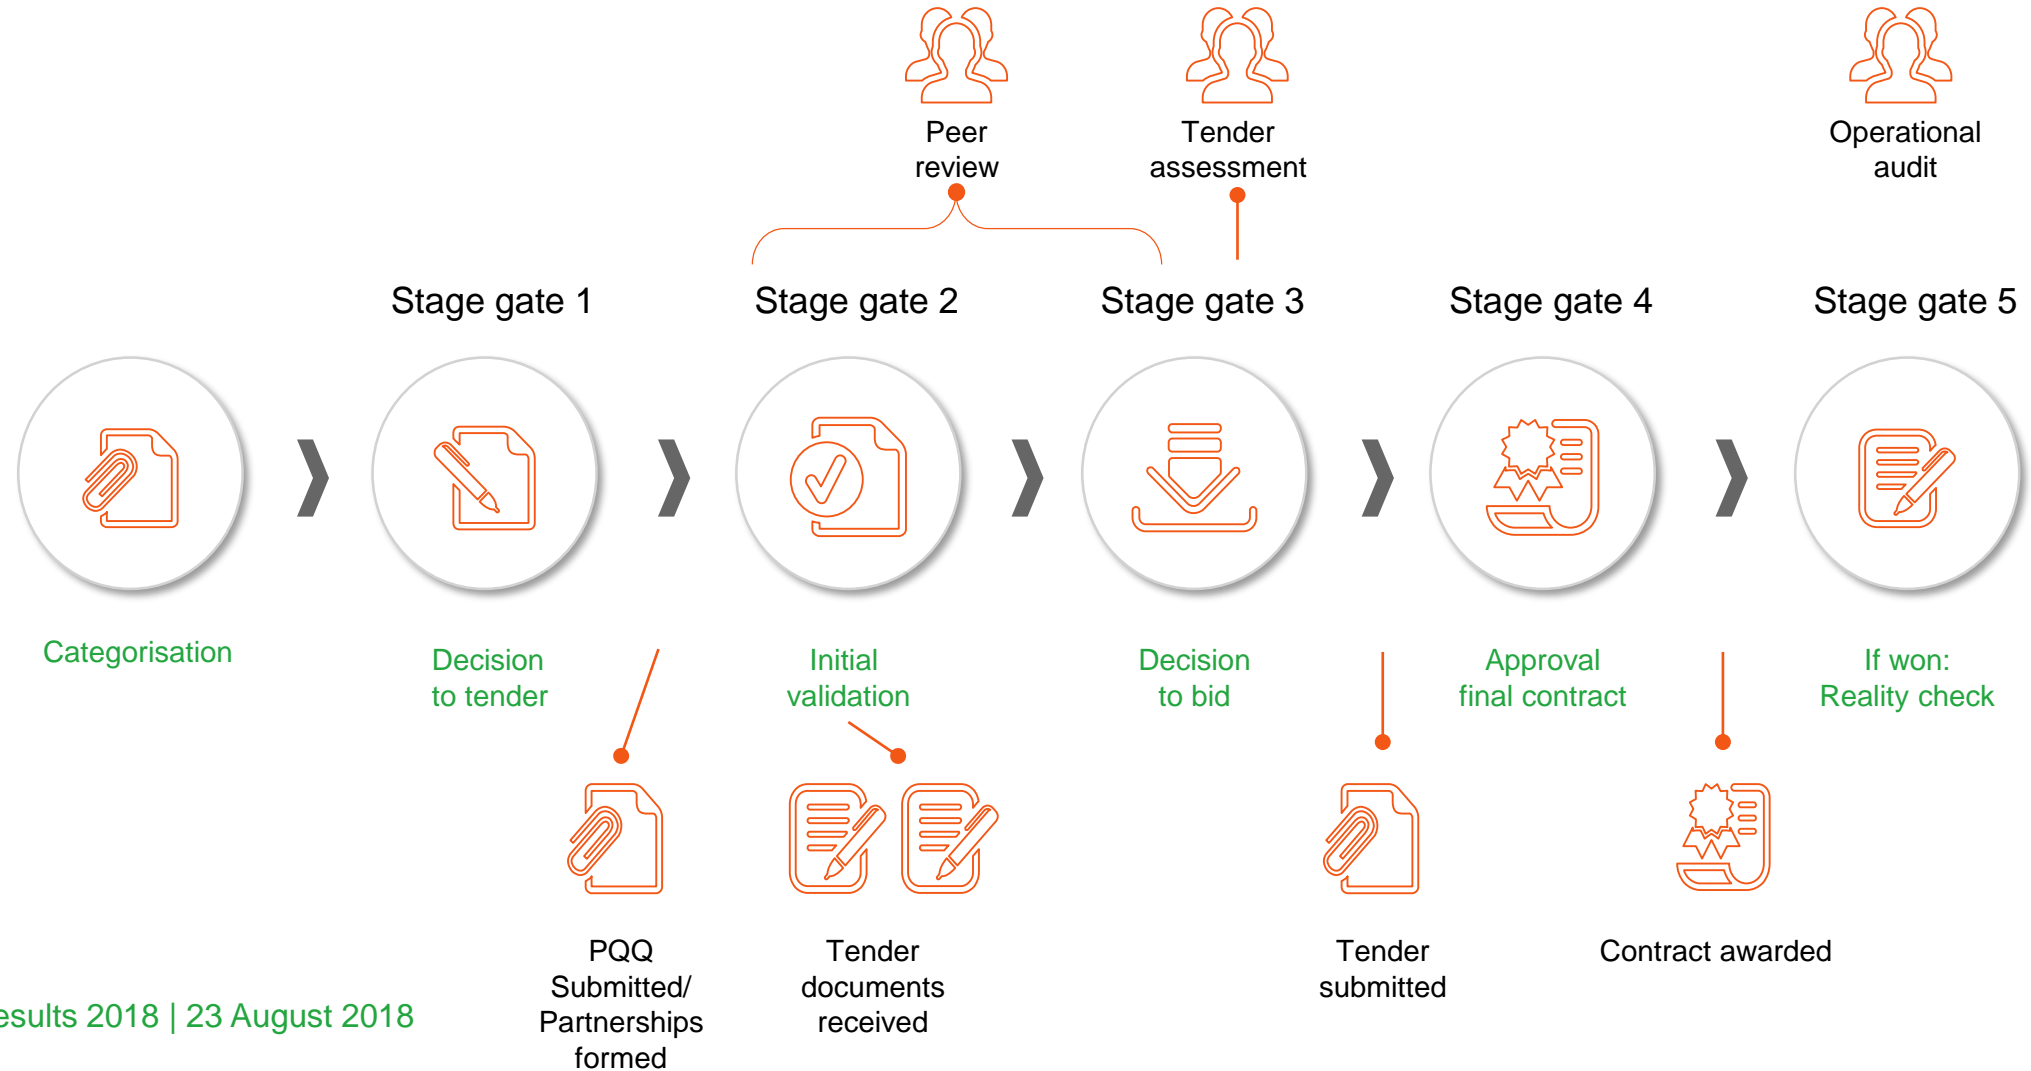 Peer
review
Tender
assessment
Operational
audit
Stage gate 1
Stage gate 2
Stage gate 3
Stage gate 4
Stage gate 5
Categorisation
Decision
to tender
Initial
validation
Decision
to bid
Approval
final contract
If won:
Reality check
PQQ
Submitted/
Partnerships
formed
Tender
documents
received
Tender
submitted
Contract awarded
esults 2018 | 23 August 2018